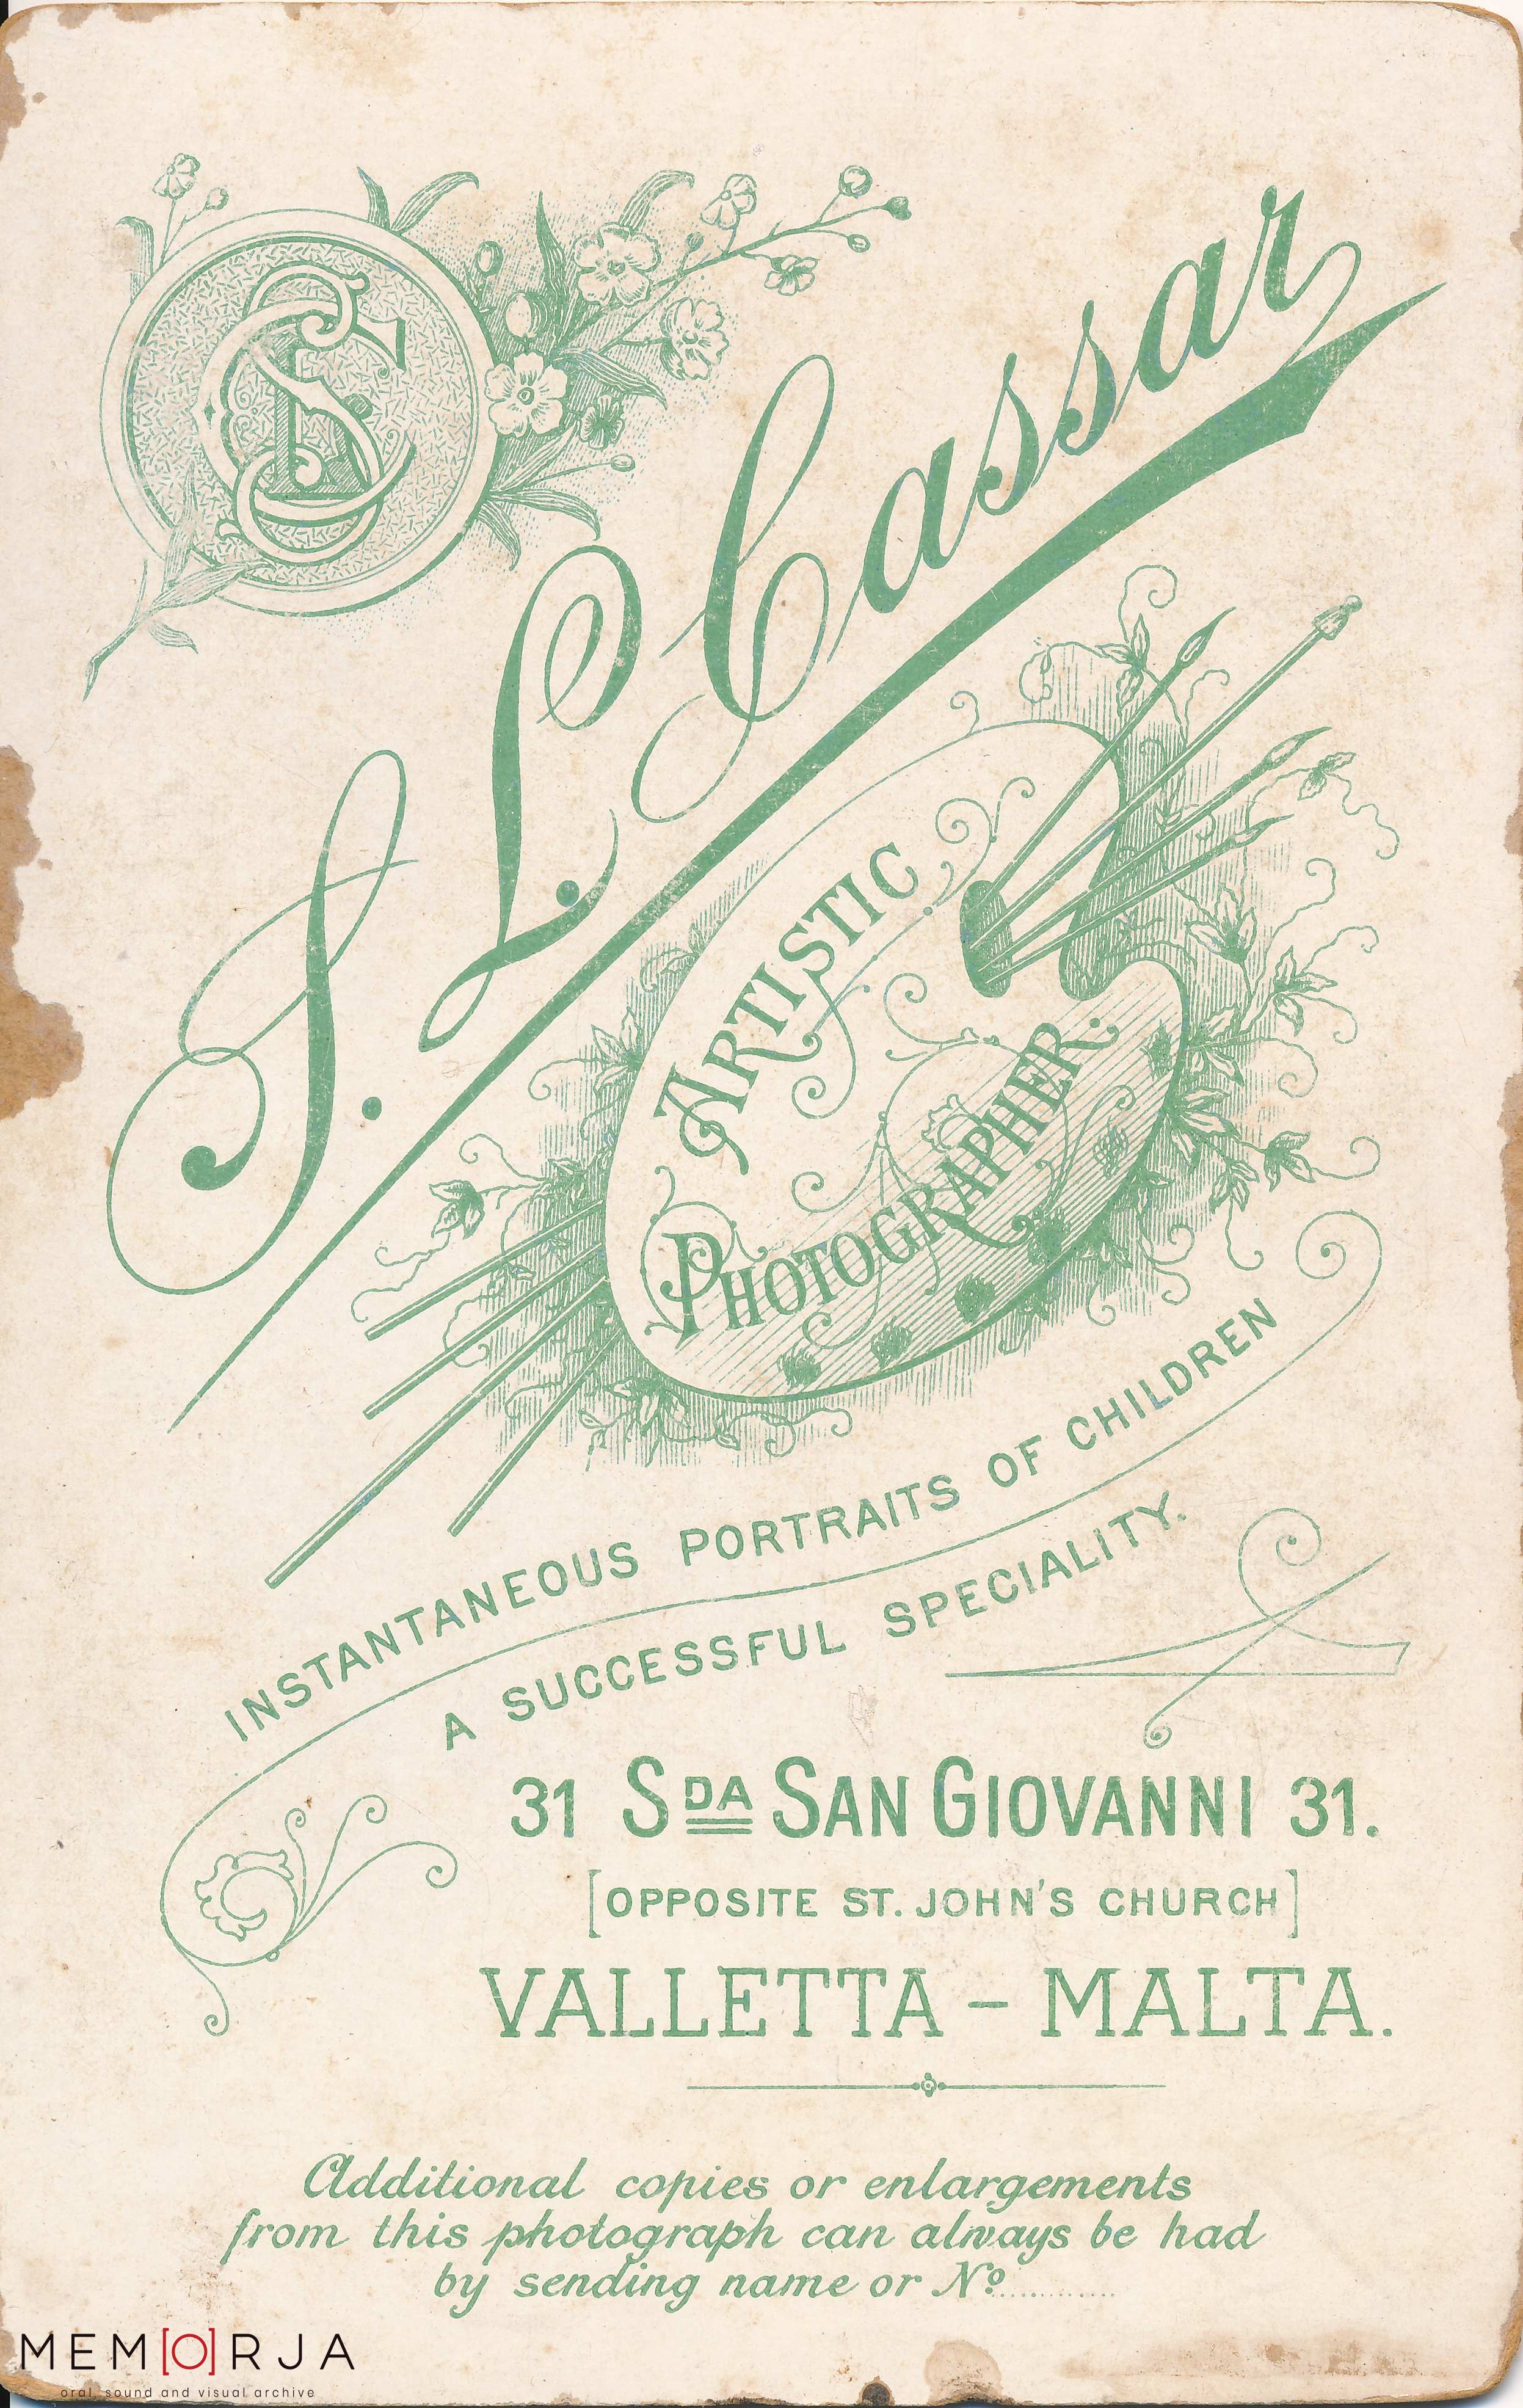 S. L. Cassar
ARTISTIC
PHOTOGRAPHER.
INSTANTANEOUS PORTRAITS OF CHILDREN
A SUCCESSFUL SPECIALITY.
31 SDA SAN GIOVANNI 31.
[OPPOSITE ST. JOHN'S CHURCH]
VALLETTA – MALTA.
Additional copies or enlargements
from this photograph can always be had
by sending name or Nº............
MEM[O]RJA
oral sound and visual archive